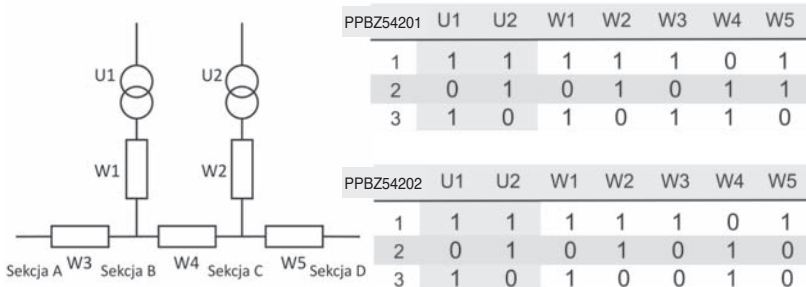 U1 U2
W1 W2
W3 W4 W5
Sekcja A Sekcja B Sekcja C Sekcja D
PPBZ54201 U1 U2 W1 W2 W3 W4 W5
1 1 1 1 1 1 0 1
2 0 1 0 1 0 1 1
3 1 0 1 0 1 1 0
PPBZ54202 U1 U2 W1 W2 W3 W4 W5
1 1 1 1 1 1 0 1
2 0 1 0 1 0 1 0
3 1 0 1 0 0 1 0